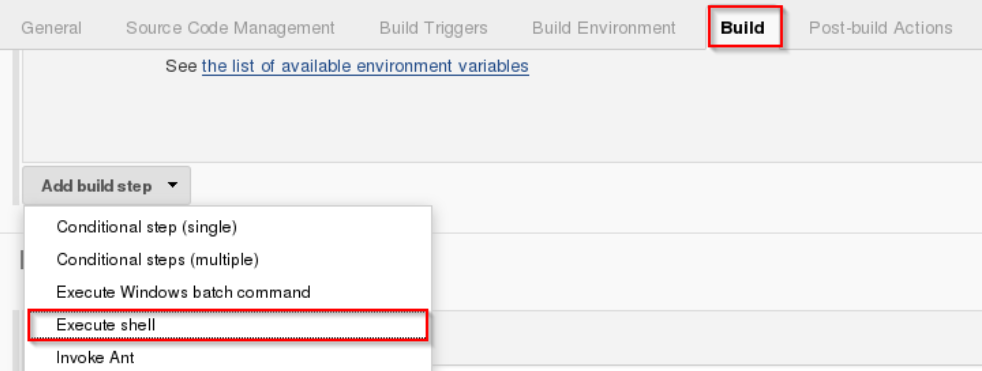 General Source Code Management Build Triggers Build Environment Build Post-build Actions
See the list of available environment variables
Add build step
Conditional step (single)
Conditional steps (multiple)
Execute Windows batch command
Execute shell
Invoke Ant